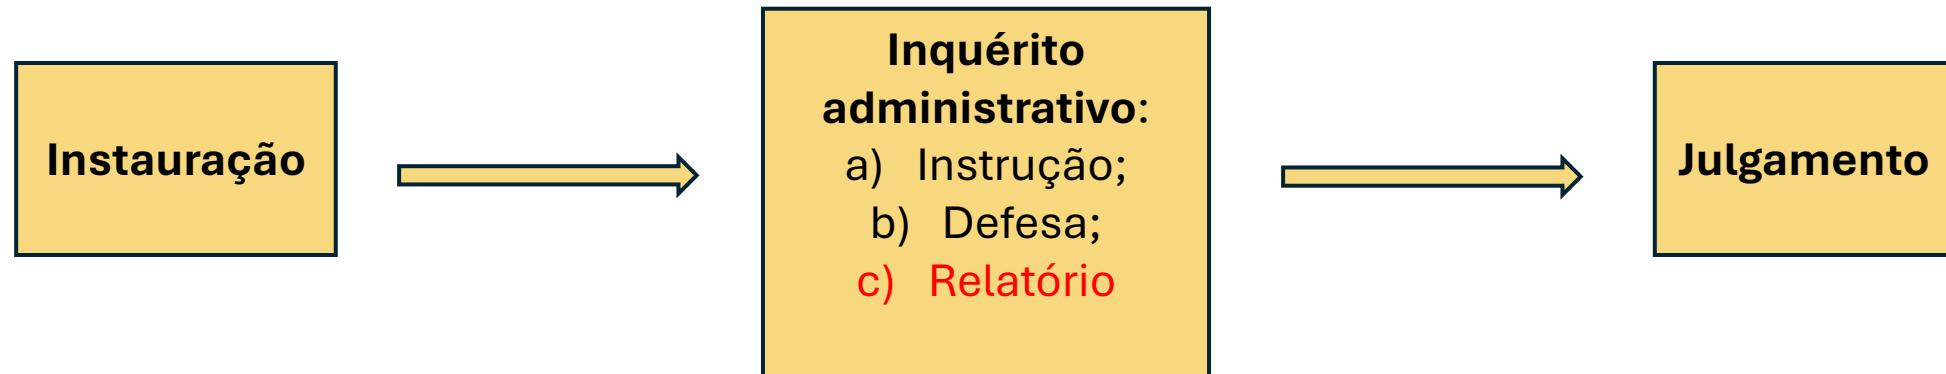 Instauração
Inquérito
administrativo:
a) Instrução;
b) Defesa;
c) Relatório
Julgamento